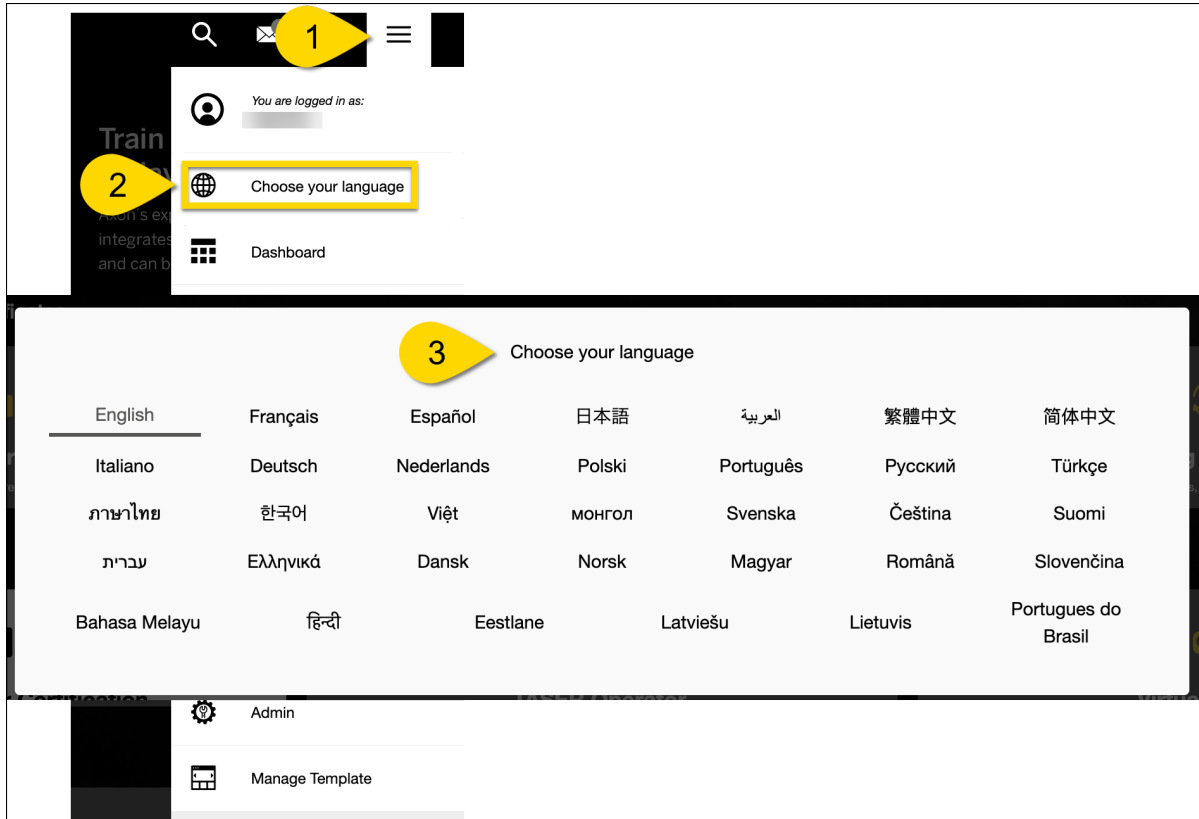 1
You are logged in as:
Train
2
Choose your language
Axon's exp
integrates
and can b
Dashboard
3
Choose your language
English Français Español 日本語 العربية 繁體中文 简体中文
Italiano Deutsch Nederlands Polski Português Русский Türkçe
ภาษาไทย 한국어 Việt монгол Svenska Čeština Suomi
עברית Ελληνικά Dansk Norsk Magyar Română Slovenčina
Bahasa Melayu हिन्दी Eestlane Latviešu Lietuvis Portugues do
Brasil
Certification TASER Operator Virtua
Admin
Manage Template